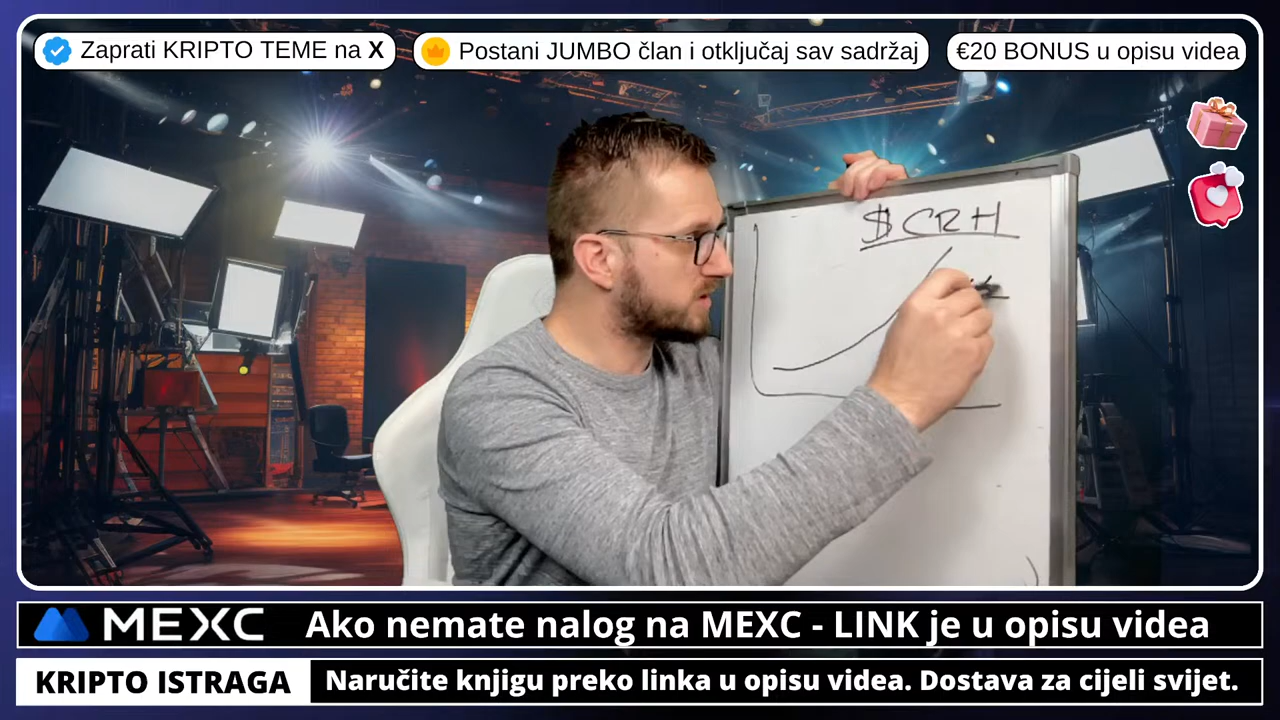 Zaprati KRIPTO TEME na X
Postani JUMBO član i otključaj sav sadržaj
€20 BONUS u opisu videa
$CRH
MEXC
Ako nemate nalog na MEXC - LINK je u opisu videa
KRIPTO ISTRAGA
Naručite knjigu preko linka u opisu videa. Dostava za cijeli svijet.